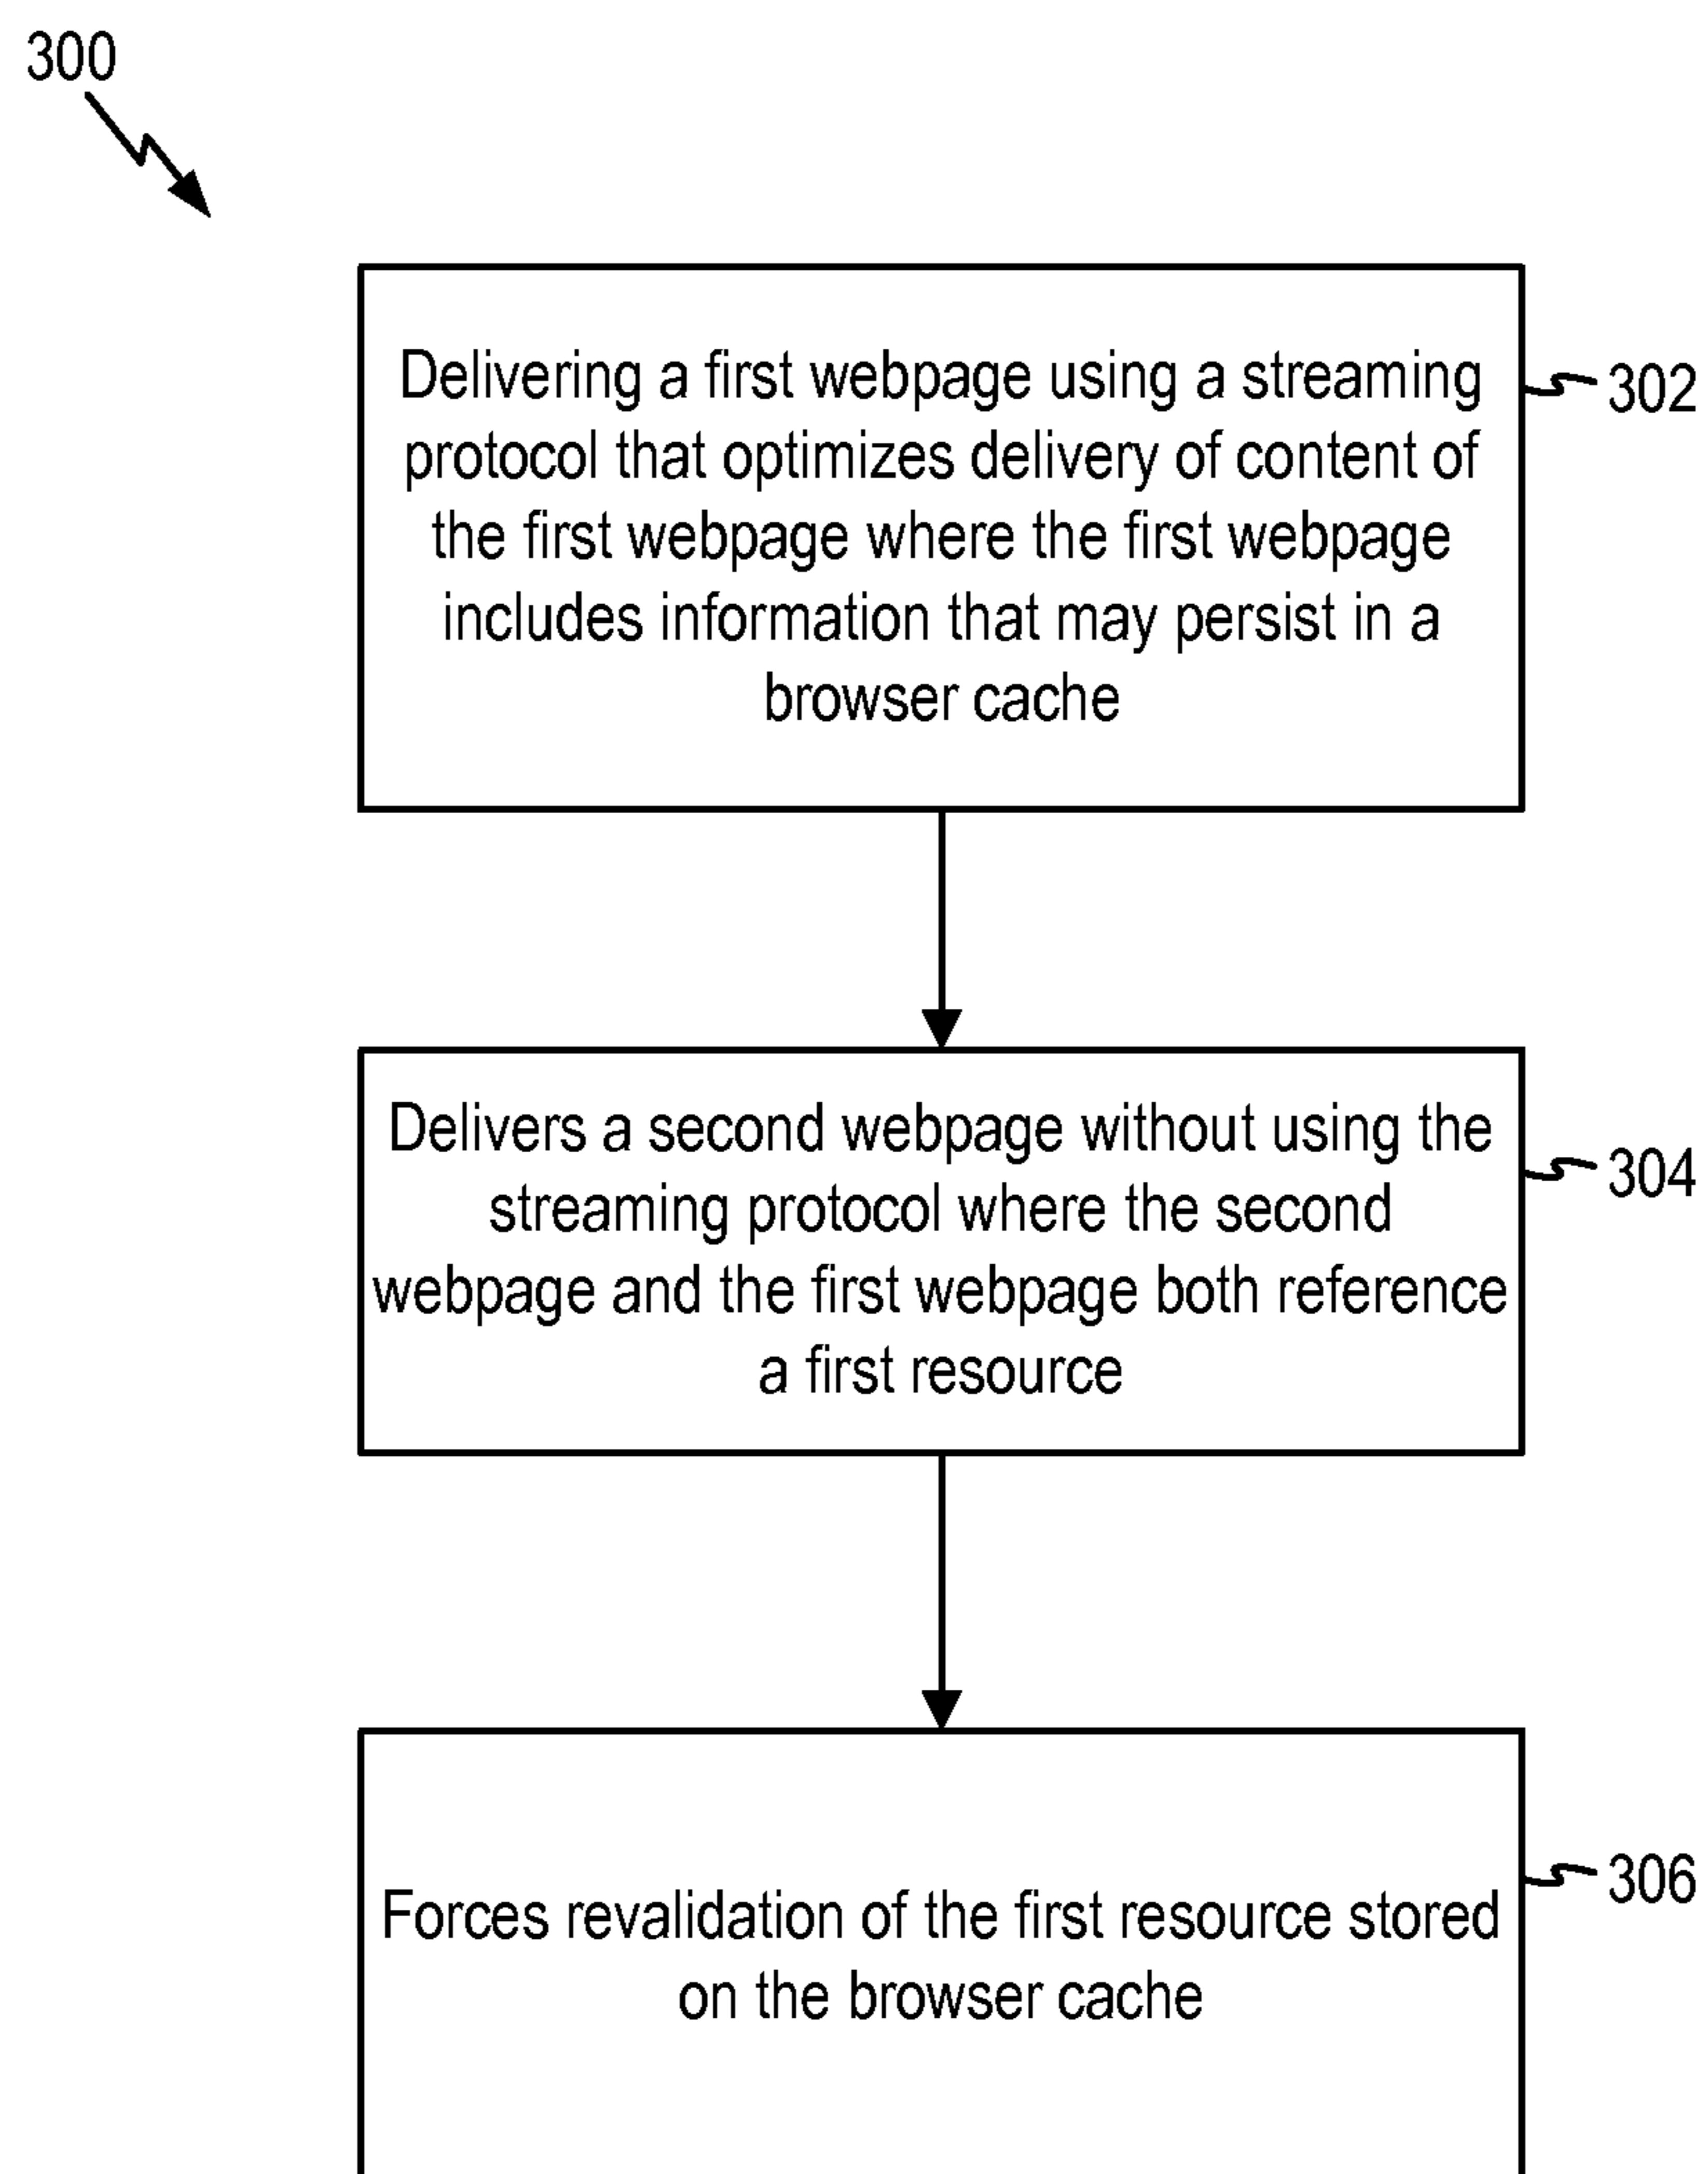 300
Delivering a first webpage using a streaming
protocol that optimizes delivery of content of
the first webpage where the first webpage
includes information that may persist in a
browser cache
302
Delivers a second webpage without using the
streaming protocol where the second
webpage and the first webpage both reference
a first resource
304
Forces revalidation of the first resource stored
on the browser cache
306